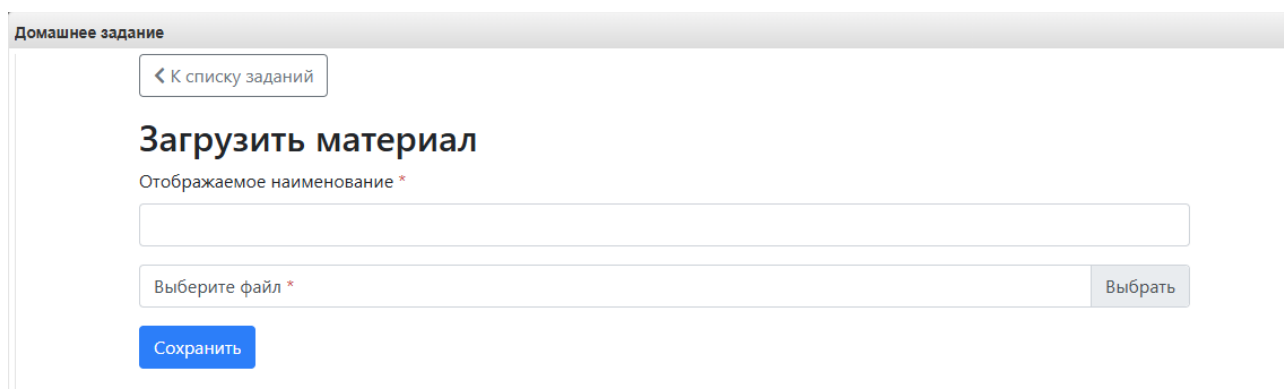 Домашнее задание
К списку заданий
Загрузить материал
Отображаемое наименование *
Выберите файл * Выбрать
Сохранить